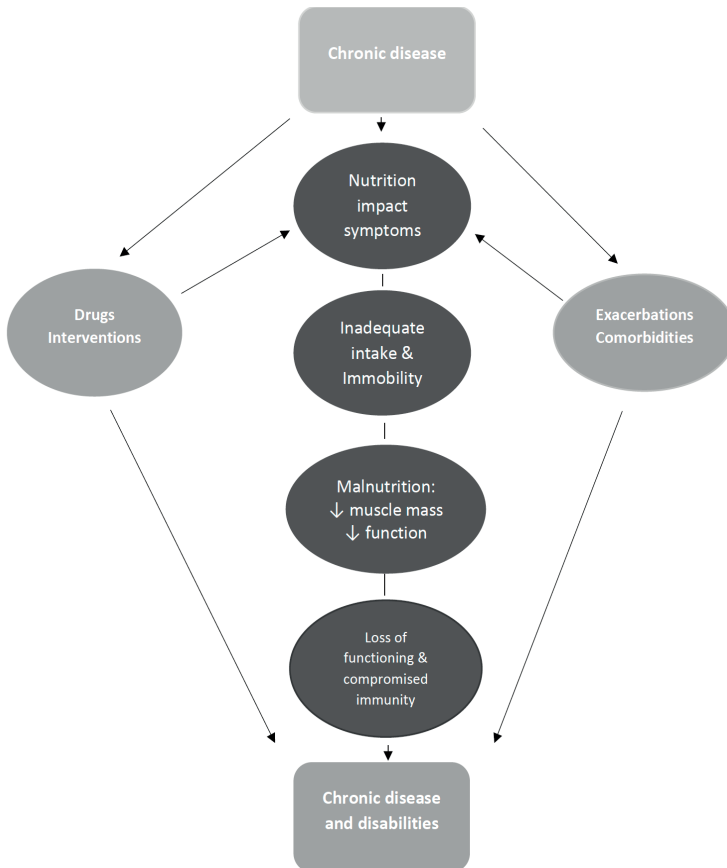 Chronic disease
Nutrition
impact
symptoms
Drugs
Interventions
Exacerbations
Comorbidities
Inadequate
intake &
Immobility
Malnutrition:
↓ muscle mass
↓ function
Loss of
functioning &
compromised
immunity
Chronic disease
and disabilities